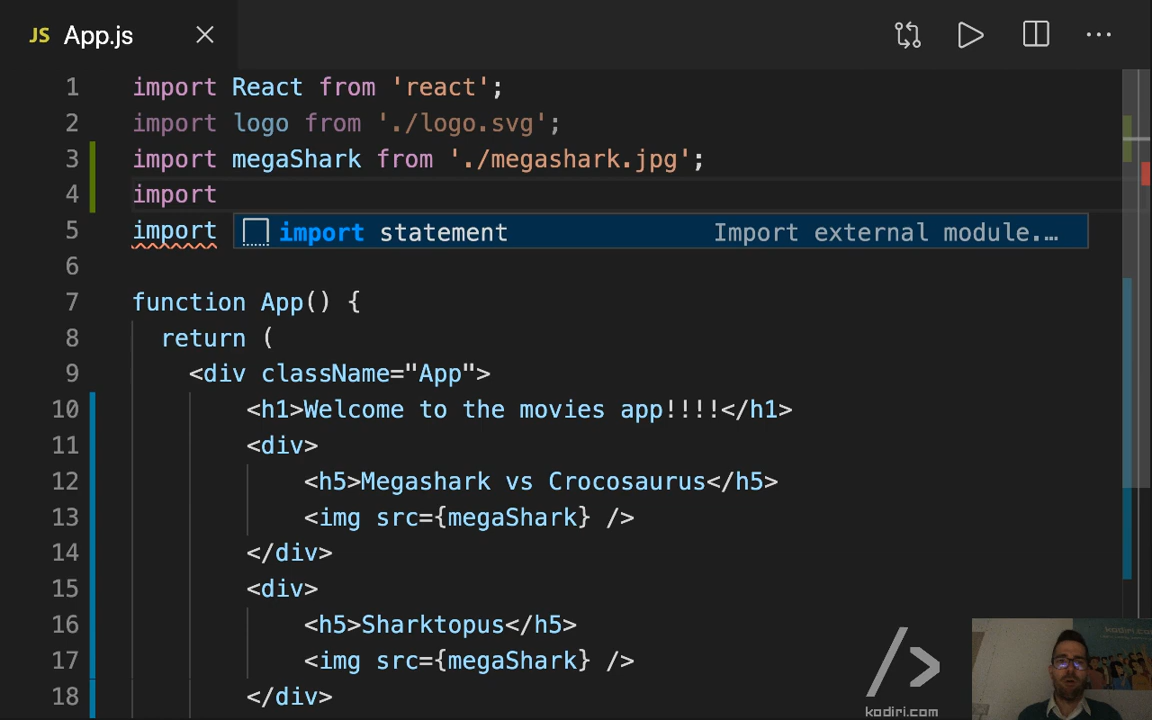 JS App.js
1 import React from 'react';
2 import logo from './logo.svg';
3 import megaShark from './megashark.jpg';
4 import
5 import
import statement Import external module.…
6
7 function App() {
8 return (
9 <div className="App">
10 <h1>Welcome to the movies app!!!!</h1>
11 <div>
12 <h5>Megashark vs Crocosaurus</h5>
13 <img src={megaShark} />
14 </div>
15 <div>
16 <h5>Sharktopus</h5>
17 <img src={megaShark} />
18 </div>
kodiri.com